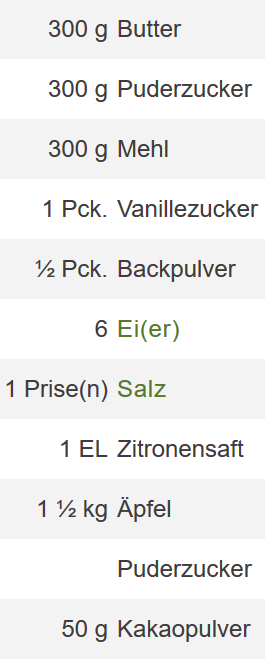 300 g Butter
300 g Puderzucker
300 g Mehl
1 Pck. Vanillezucker
½ Pck. Backpulver
6 Ei(er)
1 Prise(n) Salz
1 EL Zitronensaft
1 ½ kg Äpfel
Puderzucker
50 g Kakaopulver